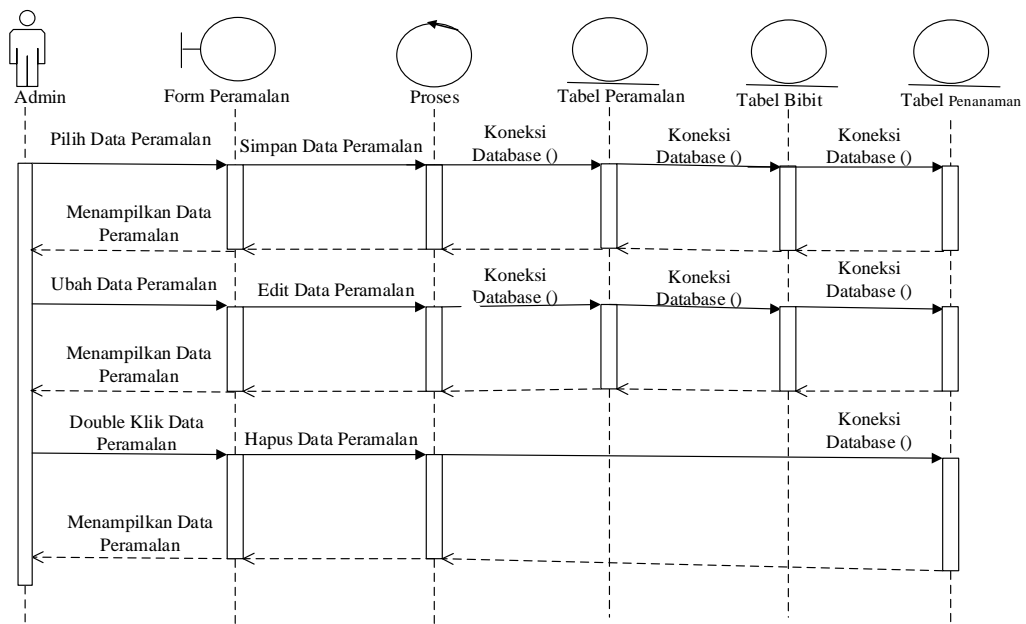 Admin
Form Peramalan
Proses
Tabel Peramalan
Tabel Bibit
Tabel Penanaman
Pilih Data Peramalan
Simpan Data Peramalan
Koneksi
Database ()
Koneksi
Database ()
Koneksi
Database ()
Menampilkan Data
Peramalan
Ubah Data Peramalan
Edit Data Peramalan
Koneksi
Database ()
Koneksi
Database ()
Koneksi
Database ()
Menampilkan Data
Peramalan
Double Klik Data
Peramalan
Hapus Data Peramalan
Koneksi
Database ()
Menampilkan Data
Peramalan